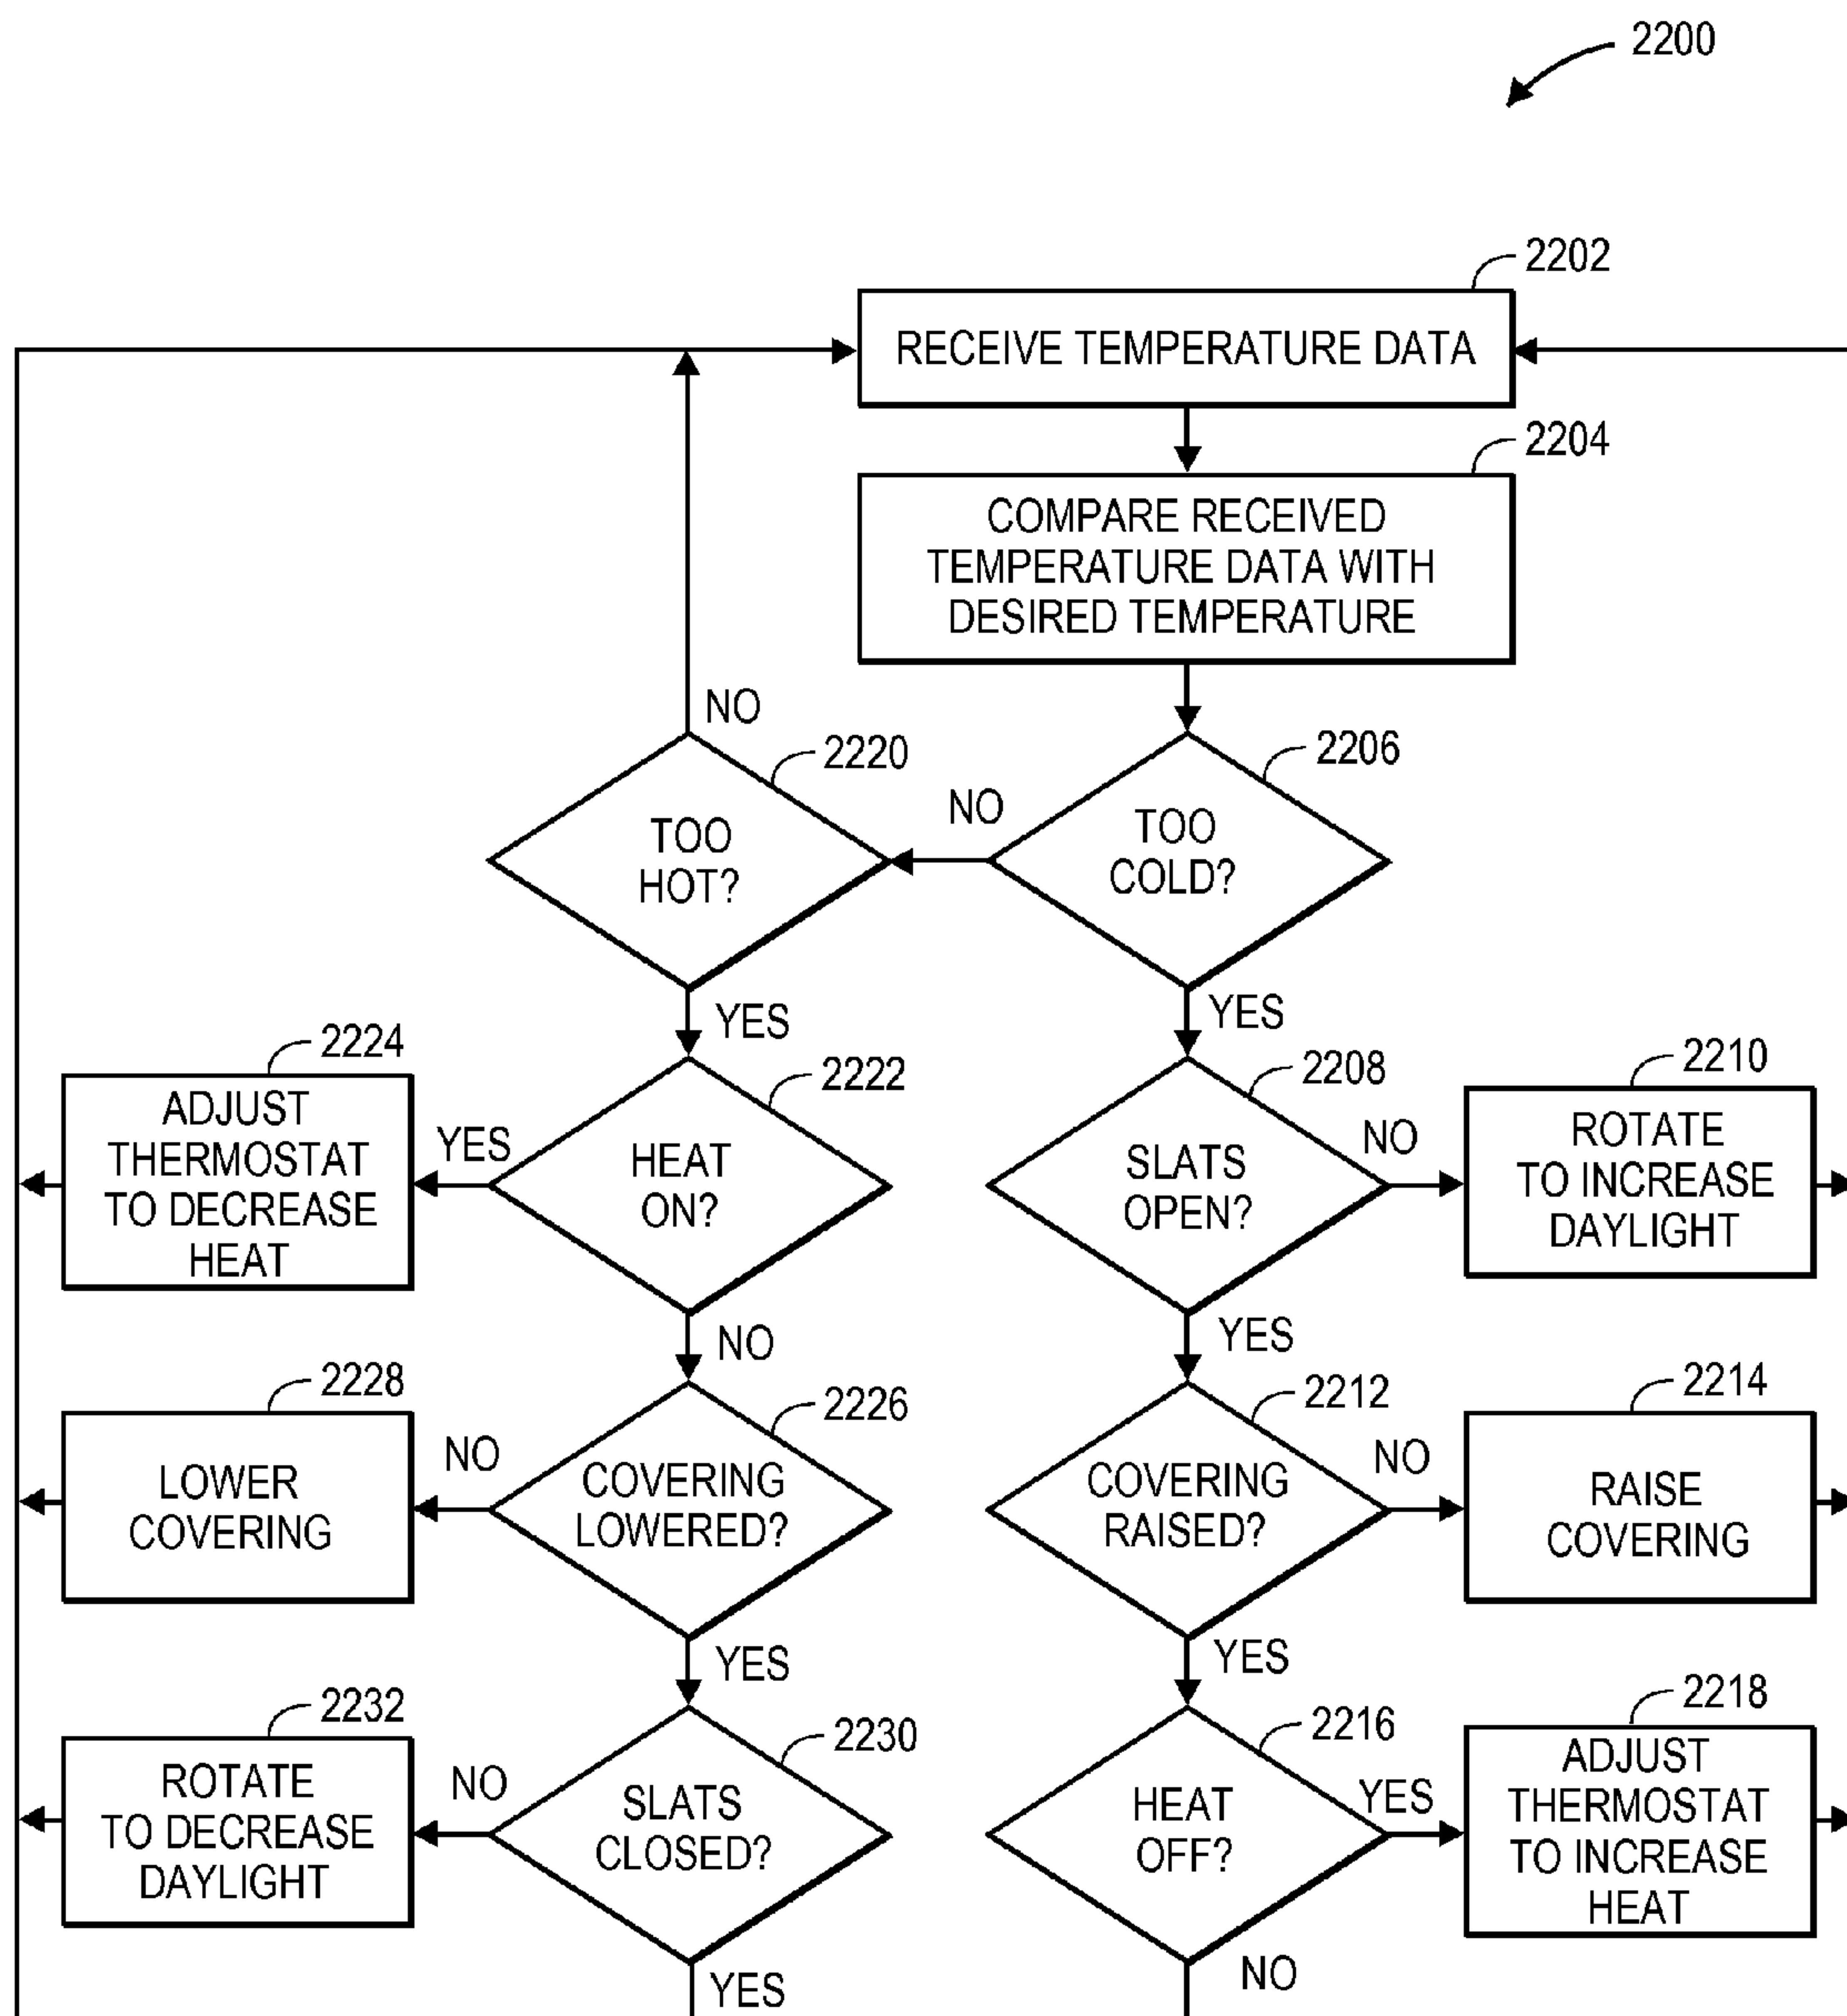 2200
2202
RECEIVE TEMPERATURE DATA
2204
COMPARE RECEIVED
TEMPERATURE DATA WITH
DESIRED TEMPERATURE
NO
2220
TOO
HOT?
NO
2206
TOO
COLD?
YES
YES
2224
ADJUST
THERMOSTAT
TO DECREASE
HEAT
YES
2222
HEAT
ON?
2208
SLATS
OPEN?
NO
2210
ROTATE
TO INCREASE
DAYLIGHT
NO
YES
2228
LOWER
COVERING
NO
2226
COVERING
LOWERED?
2212
COVERING
RAISED?
NO
2214
RAISE
COVERING
YES
YES
2232
ROTATE
TO DECREASE
DAYLIGHT
NO
2230
SLATS
CLOSED?
2216
HEAT
OFF?
YES
2218
ADJUST
THERMOSTAT
TO INCREASE
HEAT
YES
NO